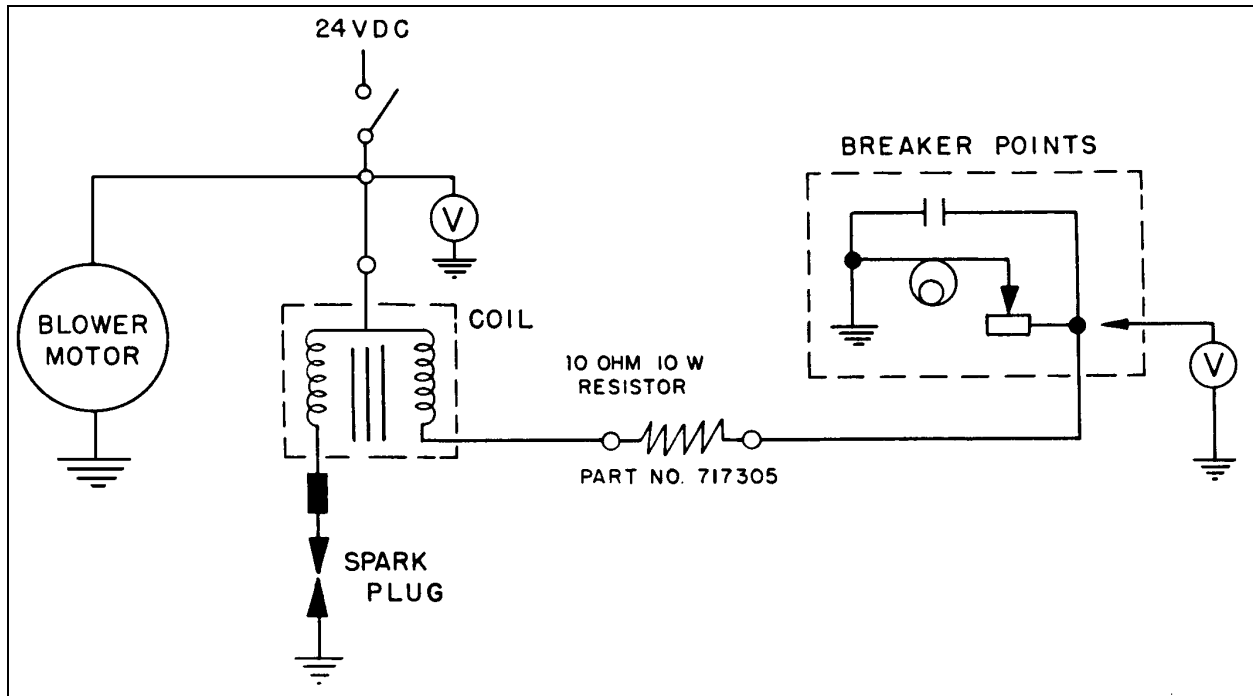 24VDC
BREAKER POINTS
V
COIL
BLOWER
MOTOR
10 OHM 10 W
RESISTOR
V
PART NO. 717305
SPARK
PLUG